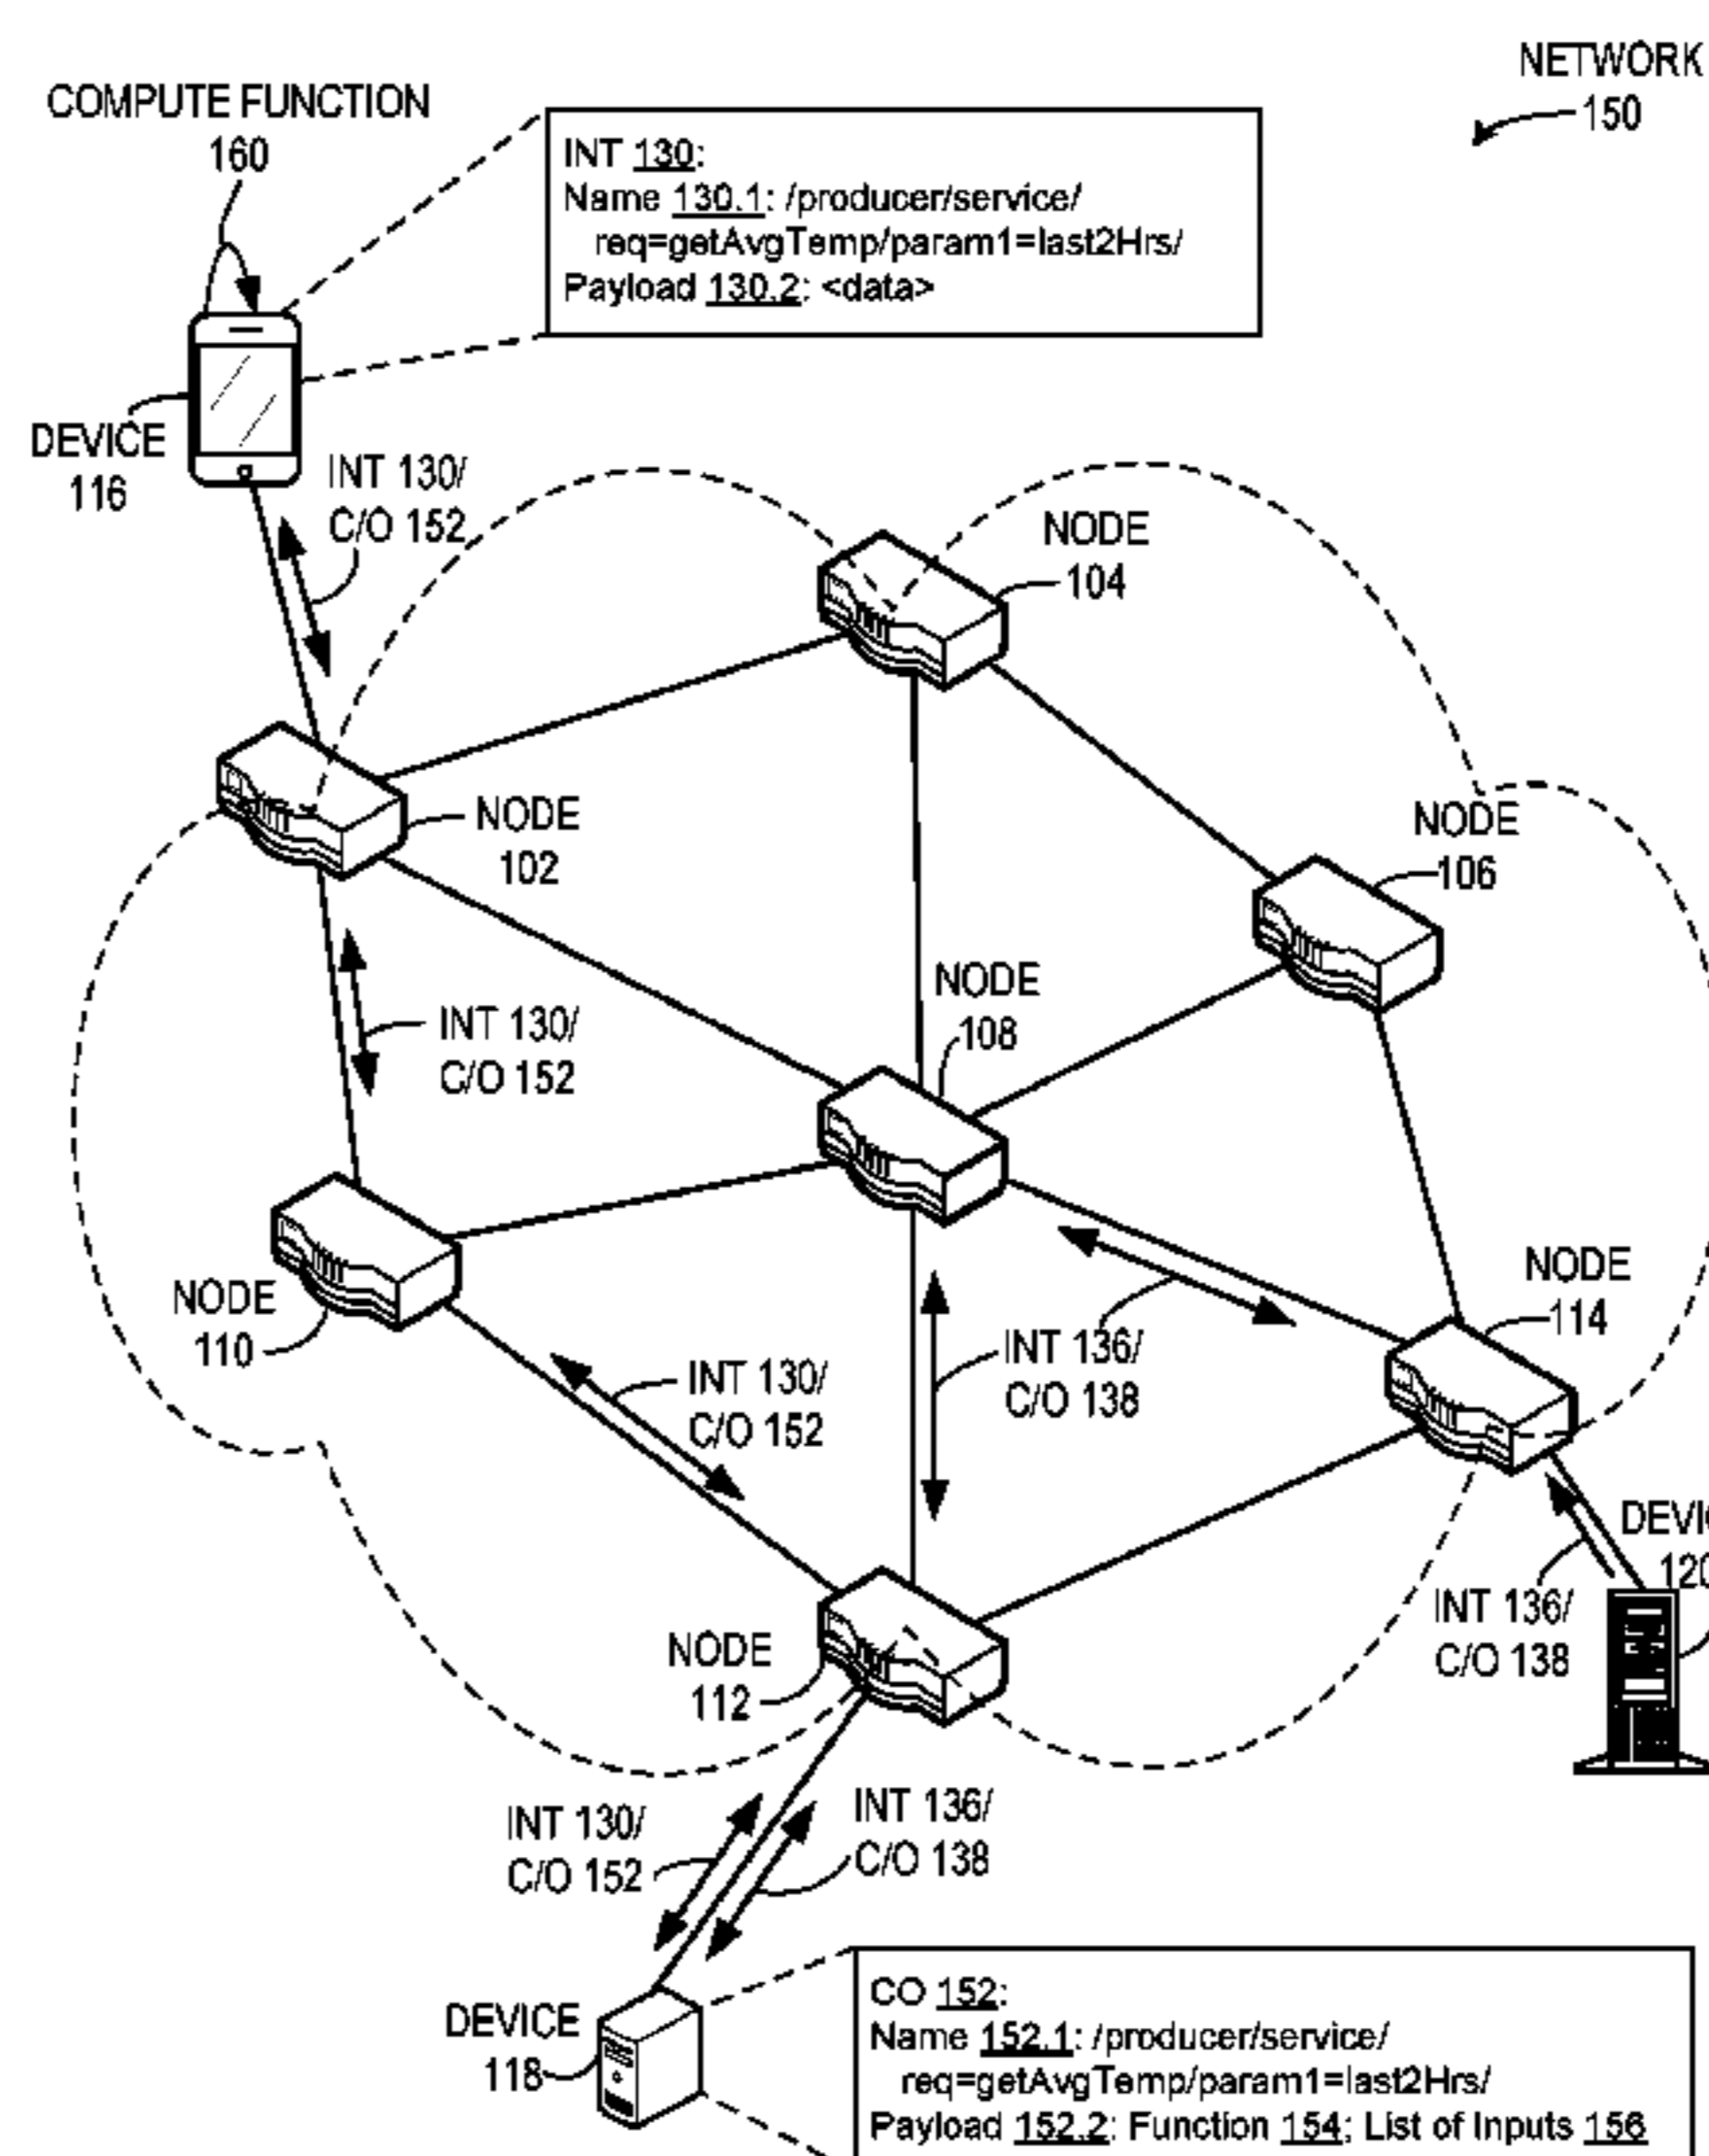 NETWORK
150
COMPUTE FUNCTION
160
INT 130:
Name 130.1: /producer/service/
req=getAvgTemp/param1=last2Hrs/
Payload 130.2: <data>
DEVICE
116
INT 130/
C/O 152
NODE
104
NODE
102
NODE
106
NODE
108
INT 130/
C/O 152
NODE
110
NODE
114
INT 130/
C/O 152
INT 136/
C/O 138
INT 136/
C/O 138
NODE
112
INT 130/
C/O 152
INT 136/
C/O 138
DEVICE
118
CO 152:
Name 152.1: /producer/service/
req=getAvgTemp/param1=last2Hrs/
Payload 152.2: Function 154; List of Inputs 156